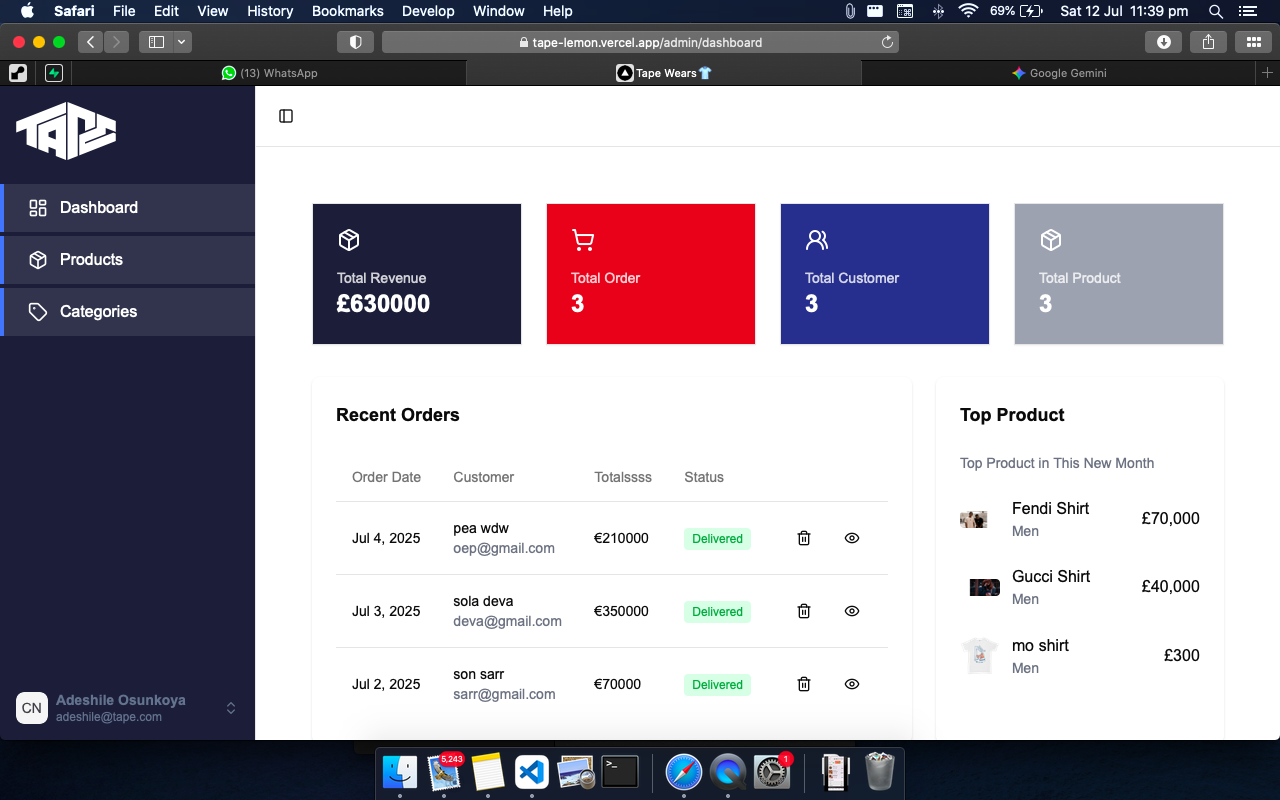 Safari File Edit View History Bookmarks Develop Window Help 69% Sat 12 Jul 11:39 pm
tape-lemon.vercel.app/admin/dashboard
(13) WhatsApp
Tape Wears
Google Gemini
TAPE
Dashboard
Products
Categories
Adeshile Osunkoya
CN
adeshile@tape.com
Total Revenue
£630000
Total Order
3
Total Customer
3
Total Product
3
Recent Orders
Order Date Customer Totalssss Status
Jul 4, 2025 pea wdw €210000 Delivered
oep@gmail.com
Jul 3, 2025 sola deva €350000 Delivered
deva@gmail.com
Jul 2, 2025 son sarr €70000 Delivered
sarr@gmail.com
Top Product
Top Product in This New Month
Fendi Shirt £70,000
Men
Gucci Shirt £40,000
Men
mo shirt £300
Men
5,243
1